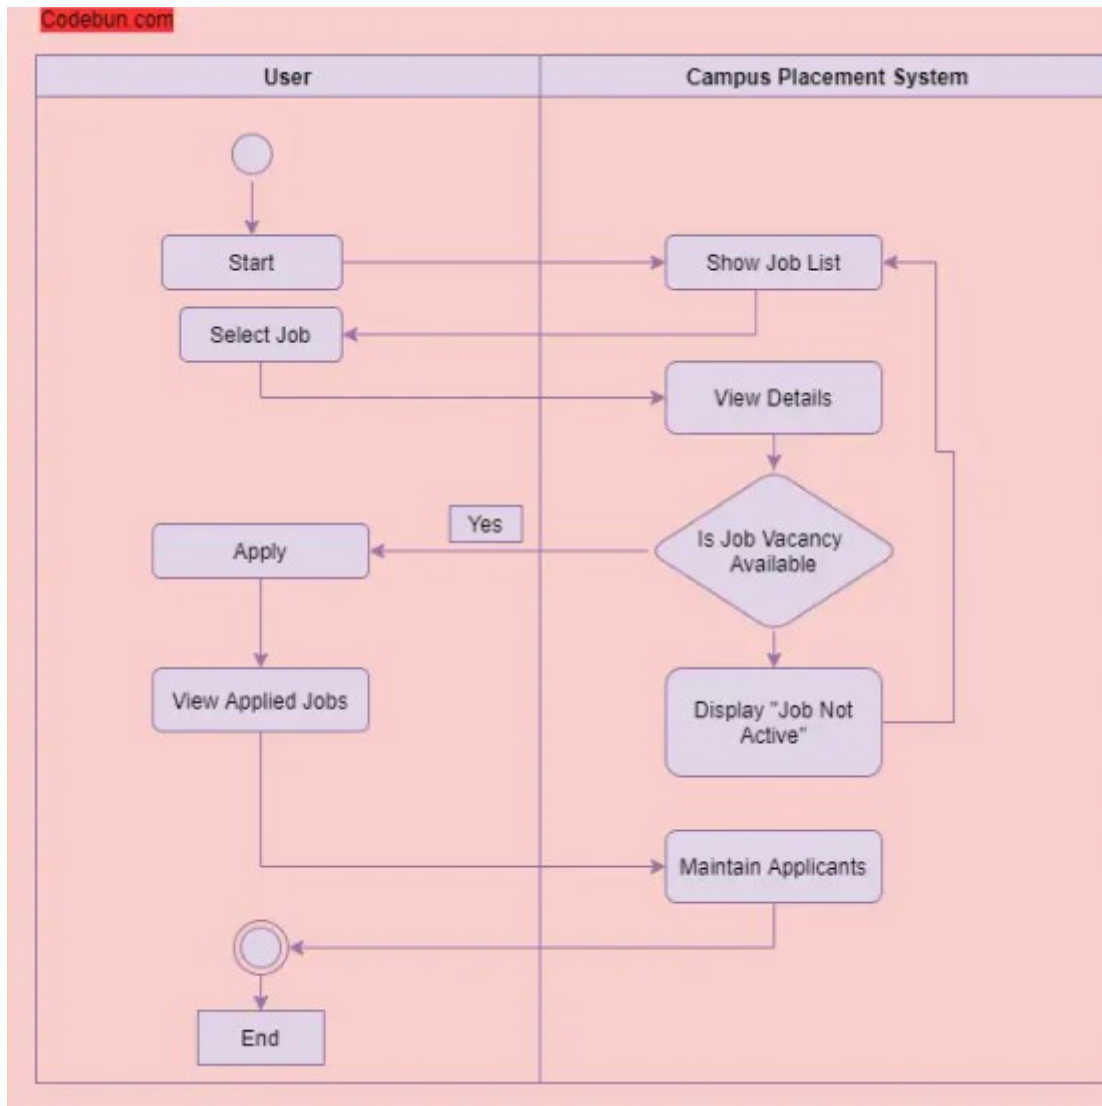 Codebun.com
User
Campus Placement System
Start
Show Job List
Select Job
View Details
Yes
Is Job Vacancy
Available
Apply
View Applied Jobs
Display "Job Not
Active"
Maintain Applicants
End